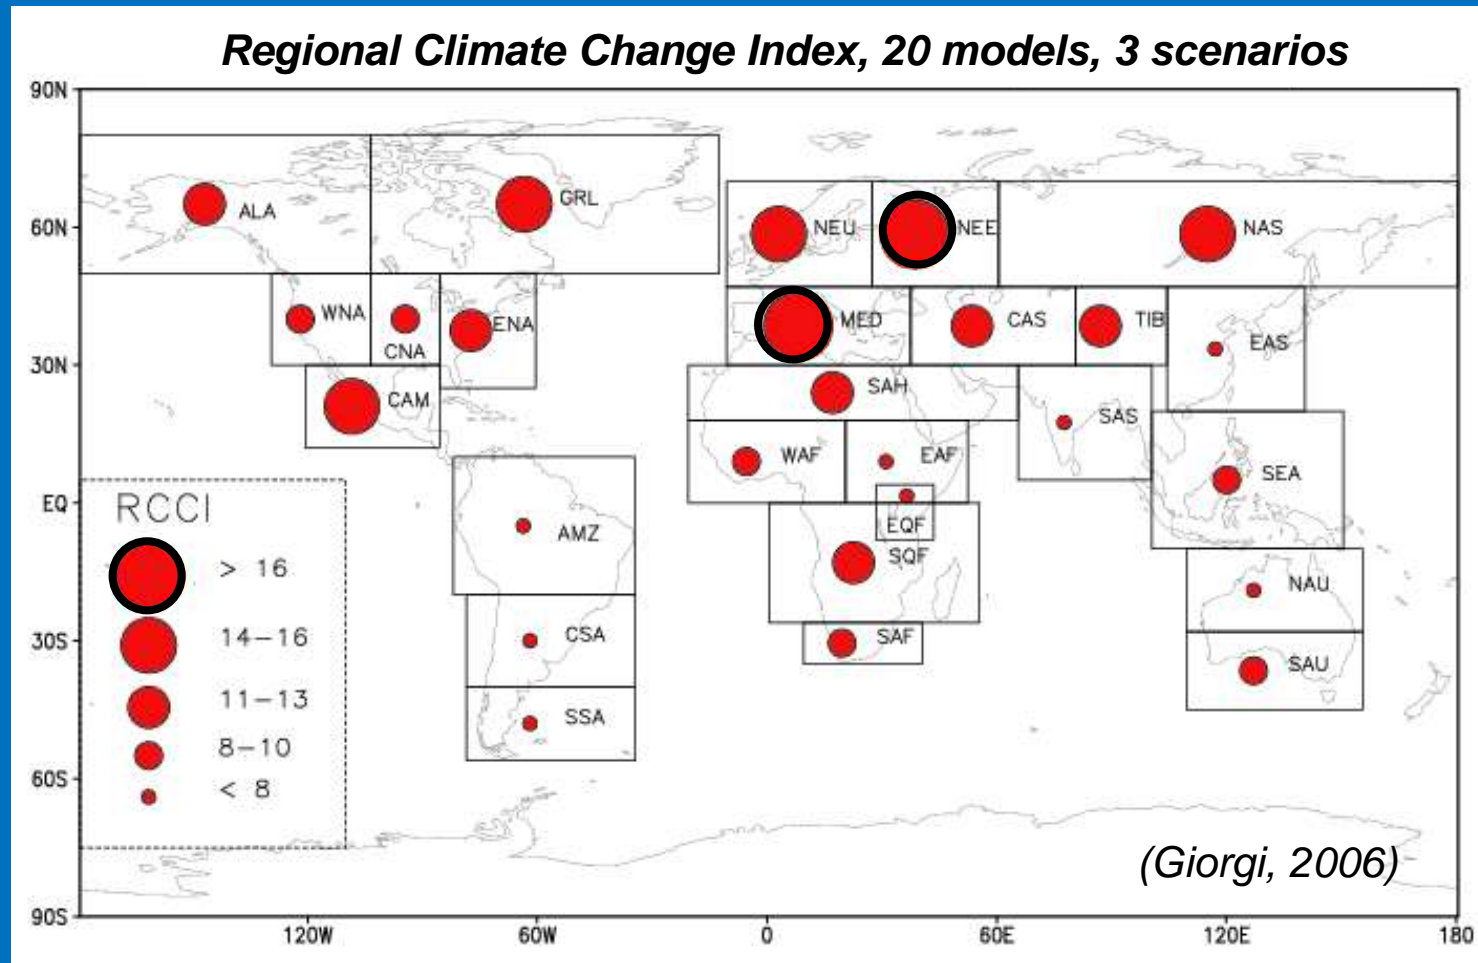 Regional Climate Change Index, 20 models, 3 scenarios
90N
60N
30N
EQ
30S
60S
90S
ALA
GRL
NEU
NEE
NAS
WNA
CNA
ENA
MED
CAS
TIB
EAS
CAM
SAH
SAS
WAF
EAF
SEA
AMZ
EQF
SQF
NAU
CSA
SAF
SAU
SSA
RCCI
> 16
14-16
11-13
8-10
< 8
(Giorgi, 2006)
120W
60W
0
60E
120E
180